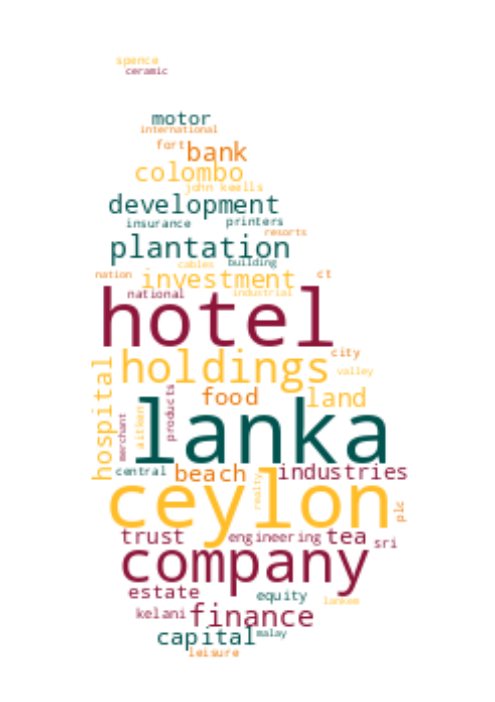 spence
ceramic
motor
international
fort bank
colombo
john keells
development
insurance printers
resorts
plantation
cables building
nation investment ct
national industrial
hotel
city
holdings
valley
hospital
food land
products
merchant
aitken
lanka
central beach industries
realty
ceylon
plc
trust engineering tea sri
company
estate equity
lankem
kelani finance
capital malay
leisure